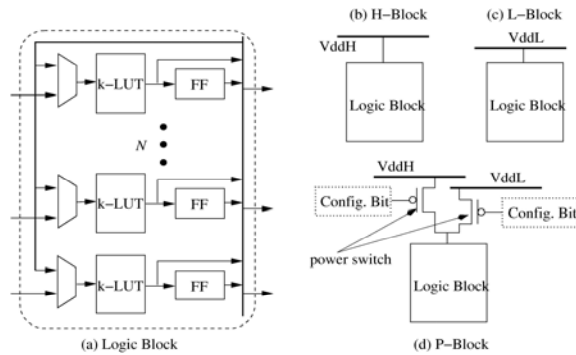 k-LUT
FF
N
k-LUT
FF
k-LUT
FF
(a) Logic Block
(b) H-Block
VddH
Logic Block
(c) L-Block
VddL
Logic Block
VddH
VddL
Config. Bit
Config. Bit
power switch
Logic Block
(d) P-Block